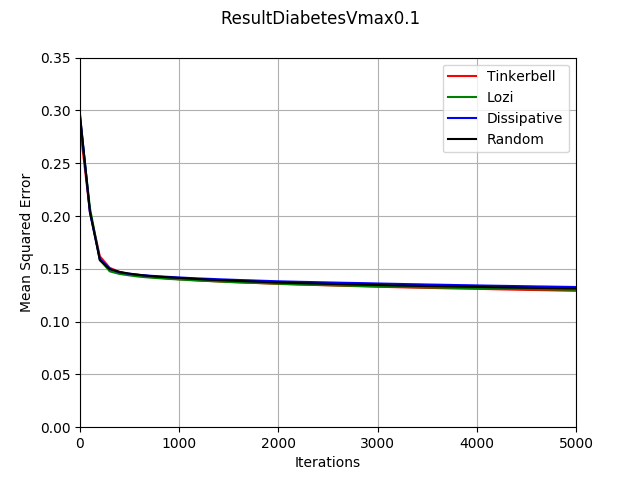 ResultDiabetesVmax0.1
Mean Squared Error
0.35
0.30
0.25
0.20
0.15
0.10
0.05
0.00
Tinkerbell
Lozi
Dissipative
Random
0 1000 2000 3000 4000 5000
Iterations